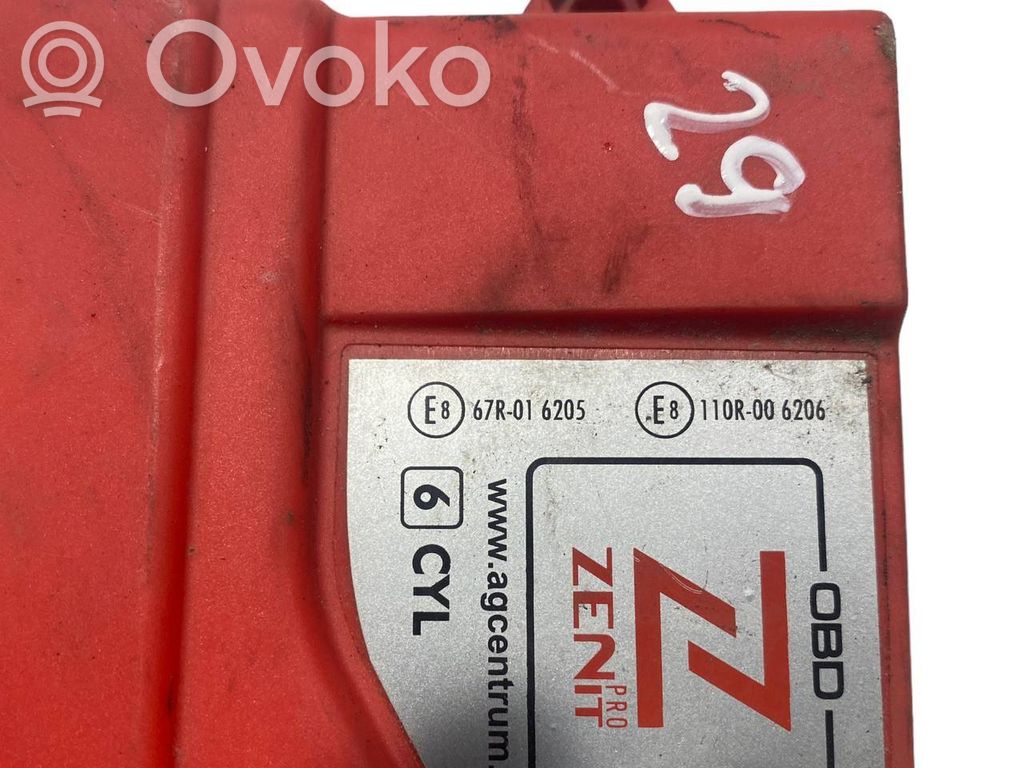 Ovoko
29
E8 67R-01 6205
.E8 110R-00 6206
6 CYL
www.agcentrum.
ZENIT PRO
OBD